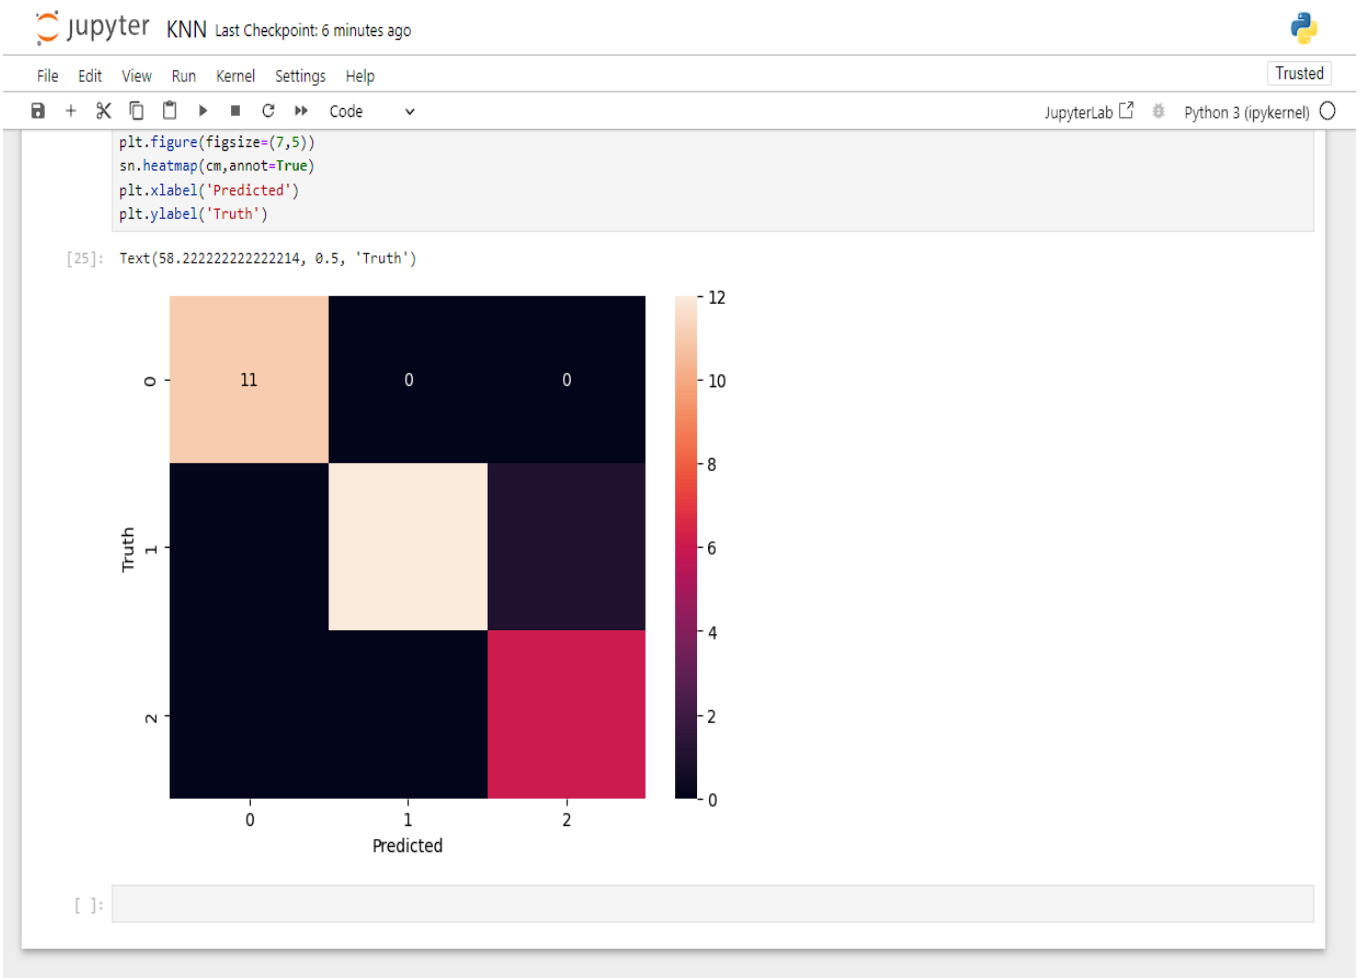 jupyter KNN Last Checkpoint: 6 minutes ago
File Edit View Run Kernel Settings Help
Trusted
Code
JupyterLab Python 3 (ipykernel)
plt.figure(figsize=(7,5))
sn.heatmap(cm,annot=True)
plt.xlabel('Predicted')
plt.ylabel('Truth')
[25]: Text(58.222222222222214, 0.5, 'Truth')
12
11 0 0
0
10
8
Truth
1
6
4
2
2
0
0 1 2
Predicted
[ ]: